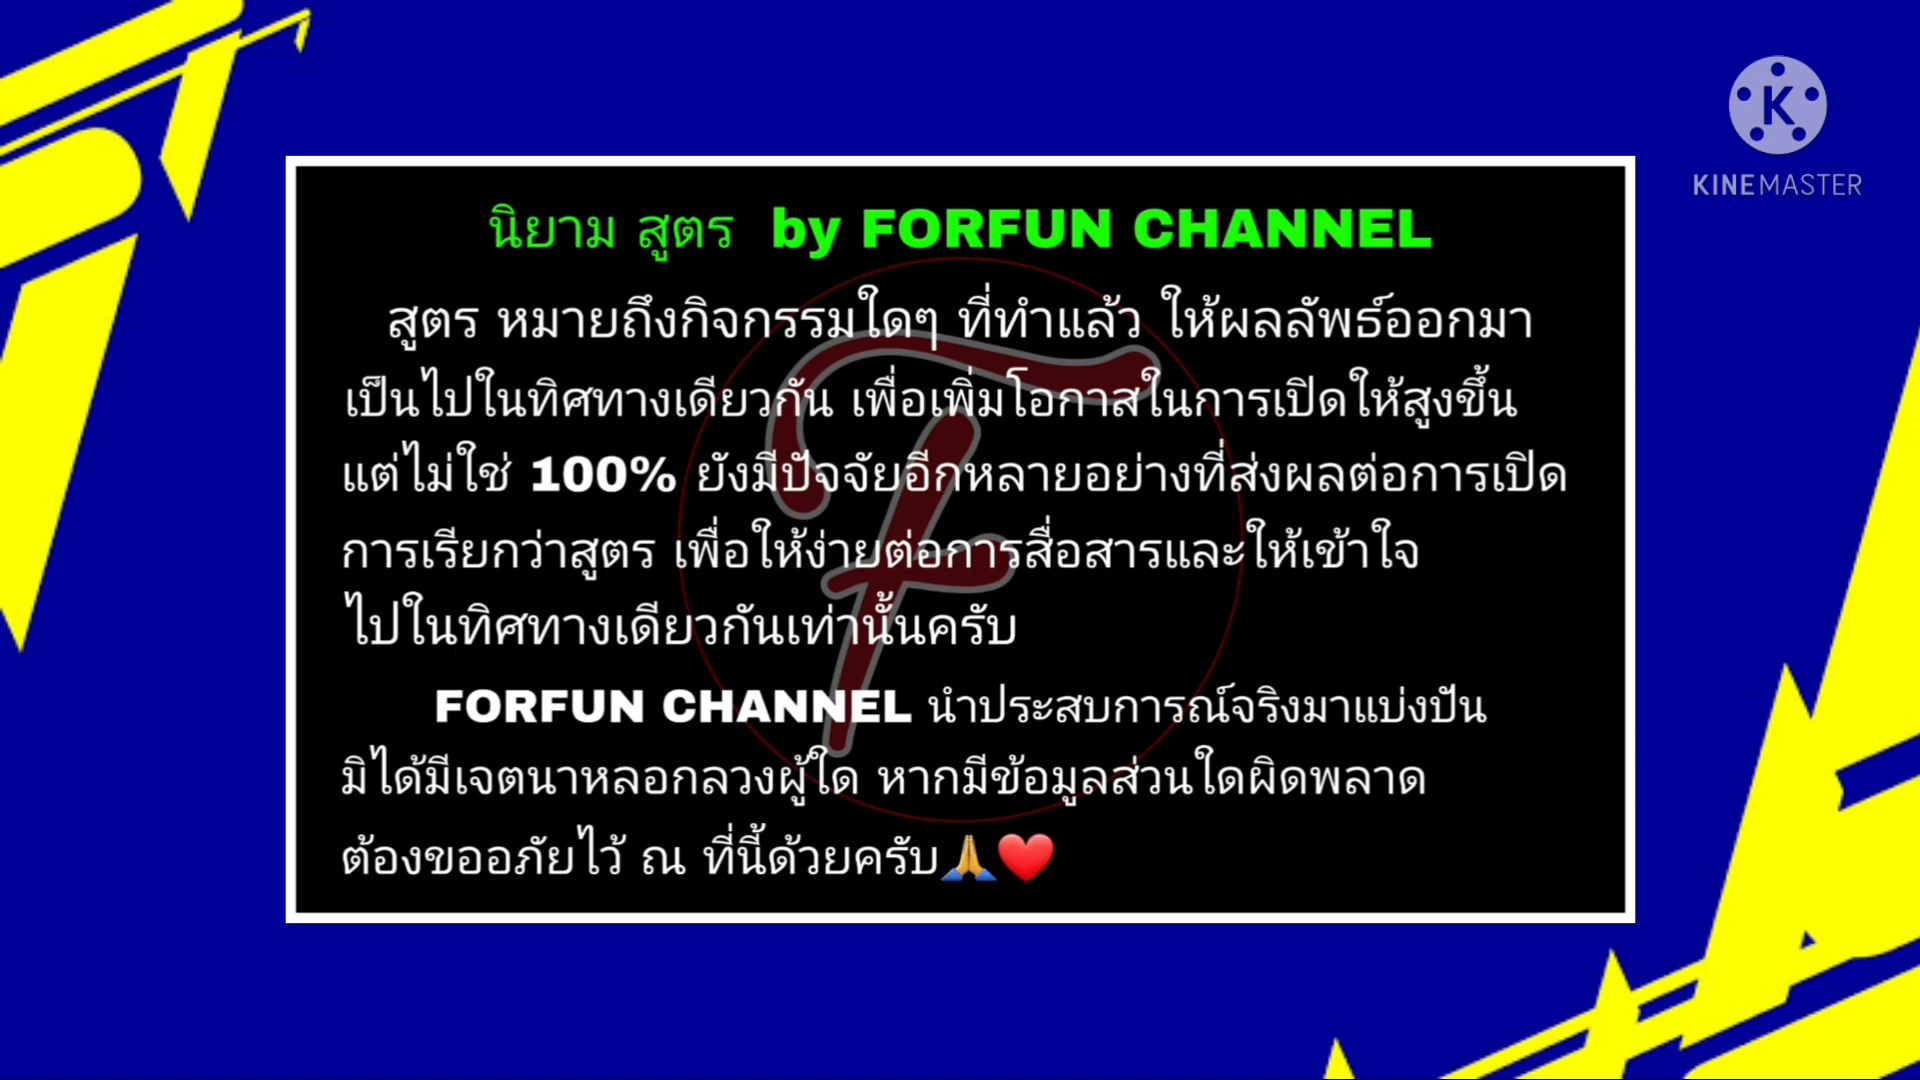 KINEMASTER
นิยาม สูตร by FORFUN CHANNEL
สูตร หมายถึงกิจกรรมใดๆ ที่ทำแล้ว ให้ผลลัพธ์ออกมา
เป็นไปในทิศทางเดียวกัน เพื่อเพิ่มโอกาสในการเปิดให้สูงขึ้น
แต่ไม่ใช่ 100% ยังมีปัจจัยอีกหลายอย่างที่ส่งผลต่อการเปิด
การเรียกว่าสูตร เพื่อให้ง่ายต่อการสื่อสารและให้เข้าใจ
ไปในทิศทางเดียวกันเท่านั้นครับ
FORFUN CHANNEL นำประสบการณ์จริงมาแบ่งปัน
มิได้มีเจตนาหลอกลวงผู้ใด หากมีข้อมูลส่วนใดผิดพลาด
ต้องขออภัยไว้ ณ ที่นี้ด้วยครับ🙏❤️